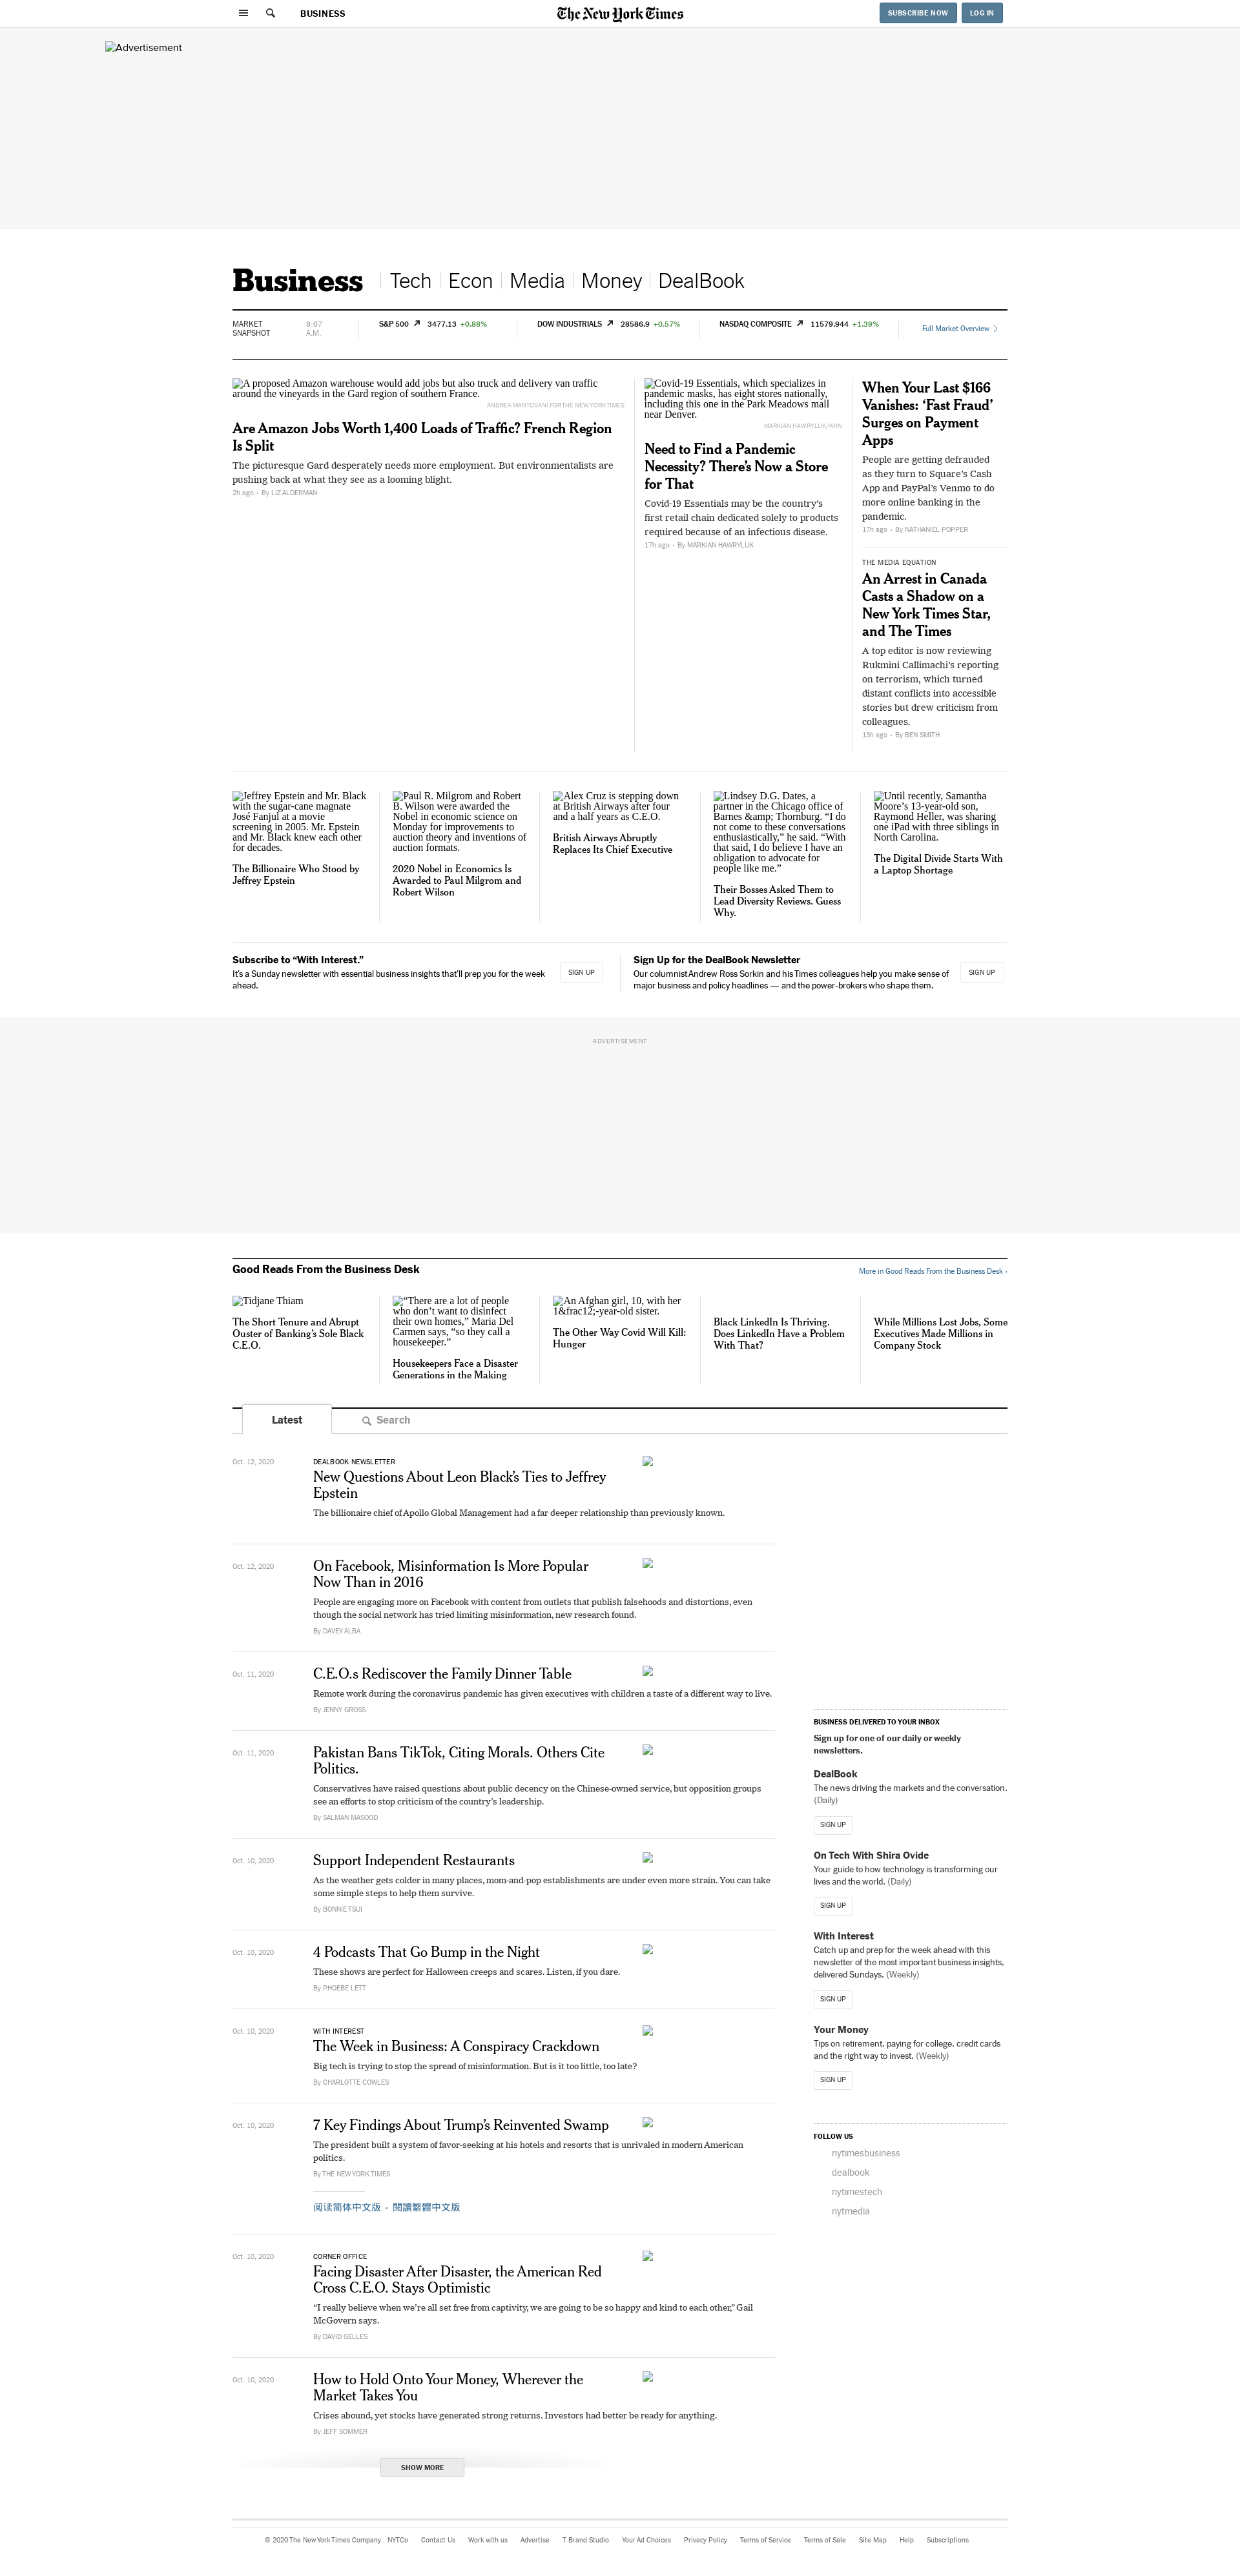 BUSINESS
The New York Times
SUBSCRIBE NOW
LOG IN
Advertisement
Business
Tech
Econ
Media
Money
DealBook
MARKET
SNAPSHOT
8:07
A.M.
S&P 500 3477.13 +0.88%
DOW INDUSTRIALS 28586.9 +0.57%
NASDAQ COMPOSITE 11579.944 +1.39%
Full Market Overview
A proposed Amazon warehouse would add jobs but also truck and delivery van traffic
around the vineyards in the Gard region of southern France.
ANDREA MANTOVANI FOR THE NEW YORK TIMES
Are Amazon Jobs Worth 1,400 Loads of Traffic? French Region
Is Split
The picturesque Gard desperately needs more employment. But environmentalists are
pushing back at what they see as a looming blight.
2h ago • By LIZ ALDERMAN
Covid-19 Essentials, which specializes in
pandemic masks, has eight stores nationally,
including this one in the Park Meadows mall
near Denver.
MARKIAN HAWRYLUK/KHN
Need to Find a Pandemic
Necessity? There’s Now a Store
for That
Covid-19 Essentials may be the country’s
first retail chain dedicated solely to products
required because of an infectious disease.
17h ago • By MARKIAN HAWRYLUK
When Your Last $166
Vanishes: ‘Fast Fraud’
Surges on Payment
Apps
People are getting defrauded
as they turn to Square’s Cash
App and PayPal’s Venmo to do
more online banking in the
pandemic.
17h ago • By NATHANIEL POPPER
THE MEDIA EQUATION
An Arrest in Canada
Casts a Shadow on a
New York Times Star,
and The Times
A top editor is now reviewing
Rukmini Callimachi’s reporting
on terrorism, which turned
distant conflicts into accessible
stories but drew criticism from
colleagues.
13h ago • By BEN SMITH
Jeffrey Epstein and Mr. Black
with the sugar-cane magnate
José Fanjul at a movie
screening in 2005. Mr. Epstein
and Mr. Black knew each other
for decades.
The Billionaire Who Stood by
Jeffrey Epstein
Paul R. Milgrom and Robert
B. Wilson were awarded the
Nobel in economic science on
Monday for improvements to
auction theory and inventions of
auction formats.
2020 Nobel in Economics Is
Awarded to Paul Milgrom and
Robert Wilson
Alex Cruz is stepping down
at British Airways after four
and a half years as C.E.O.
British Airways Abruptly
Replaces Its Chief Executive
Lindsey D.G. Dates, a
partner in the Chicago office of
Barnes &amp; Thornburg. “I do
not come to these conversations
enthusiastically,” he said. “With
that said, I do believe I have an
obligation to advocate for
people like me.”
Their Bosses Asked Them to
Lead Diversity Reviews. Guess
Why.
Until recently, Samantha
Moore’s 13-year-old son,
Raymond Heller, was sharing
one iPad with three siblings in
North Carolina.
The Digital Divide Starts With
a Laptop Shortage
Subscribe to “With Interest.”
It’s a Sunday newsletter with essential business insights that’ll prep you for the week
ahead.
SIGN UP
Sign Up for the DealBook Newsletter
Our columnist Andrew Ross Sorkin and his Times colleagues help you make sense of
major business and policy headlines — and the power-brokers who shape them.
SIGN UP
ADVERTISEMENT
Good Reads From the Business Desk
More in Good Reads From the Business Desk ›
Tidjane Thiam
The Short Tenure and Abrupt
Ouster of Banking’s Sole Black
C.E.O.
“There are a lot of people
who don’t want to disinfect
their own homes,” Maria Del
Carmen says, “so they call a
housekeeper.”
Housekeepers Face a Disaster
Generations in the Making
An Afghan girl, 10, with her
1&frac12;-year-old sister.
The Other Way Covid Will Kill:
Hunger
Black LinkedIn Is Thriving.
Does LinkedIn Have a Problem
With That?
While Millions Lost Jobs, Some
Executives Made Millions in
Company Stock
Latest
Search
Oct. 12, 2020
DEALBOOK NEWSLETTER
New Questions About Leon Black’s Ties to Jeffrey
Epstein
The billionaire chief of Apollo Global Management had a far deeper relationship than previously known.
Oct. 12, 2020
On Facebook, Misinformation Is More Popular
Now Than in 2016
People are engaging more on Facebook with content from outlets that publish falsehoods and distortions, even
though the social network has tried limiting misinformation, new research found.
By DAVEY ALBA
Oct. 11, 2020
C.E.O.s Rediscover the Family Dinner Table
Remote work during the coronavirus pandemic has given executives with children a taste of a different way to live.
By JENNY GROSS
Oct. 11, 2020
Pakistan Bans TikTok, Citing Morals. Others Cite
Politics.
Conservatives have raised questions about public decency on the Chinese-owned service, but opposition groups
see an efforts to stop criticism of the country’s leadership.
By SALMAN MASOOD
Oct. 10, 2020
Support Independent Restaurants
As the weather gets colder in many places, mom-and-pop establishments are under even more strain. You can take
some simple steps to help them survive.
By BONNIE TSUI
Oct. 10, 2020
4 Podcasts That Go Bump in the Night
These shows are perfect for Halloween creeps and scares. Listen, if you dare.
By PHOEBE LETT
Oct. 10, 2020
WITH INTEREST
The Week in Business: A Conspiracy Crackdown
Big tech is trying to stop the spread of misinformation. But is it too little, too late?
By CHARLOTTE COWLES
Oct. 10, 2020
7 Key Findings About Trump’s Reinvented Swamp
The president built a system of favor-seeking at his hotels and resorts that is unrivaled in modern American
politics.
By THE NEW YORK TIMES
阅读简体中文版 • 閱讀繁體中文版
Oct. 10, 2020
CORNER OFFICE
Facing Disaster After Disaster, the American Red
Cross C.E.O. Stays Optimistic
“I really believe when we’re all set free from captivity, we are going to be so happy and kind to each other,” Gail
McGovern says.
By DAVID GELLES
Oct. 10, 2020
How to Hold Onto Your Money, Wherever the
Market Takes You
Crises abound, yet stocks have generated strong returns. Investors had better be ready for anything.
By JEFF SOMMER
SHOW MORE
BUSINESS DELIVERED TO YOUR INBOX
Sign up for one of our daily or weekly
newsletters.
DealBook
The news driving the markets and the conversation.
(Daily)
SIGN UP
On Tech With Shira Ovide
Your guide to how technology is transforming our
lives and the world. (Daily)
SIGN UP
With Interest
Catch up and prep for the week ahead with this
newsletter of the most important business insights,
delivered Sundays. (Weekly)
SIGN UP
Your Money
Tips on retirement, paying for college, credit cards
and the right way to invest. (Weekly)
SIGN UP
FOLLOW US
nytimesbusiness
dealbook
nytimestech
nytmedia
© 2020 The New York Times Company NYTCo Contact Us Work with us Advertise T Brand Studio Your Ad Choices Privacy Policy Terms of Service Terms of Sale Site Map Help Subscriptions